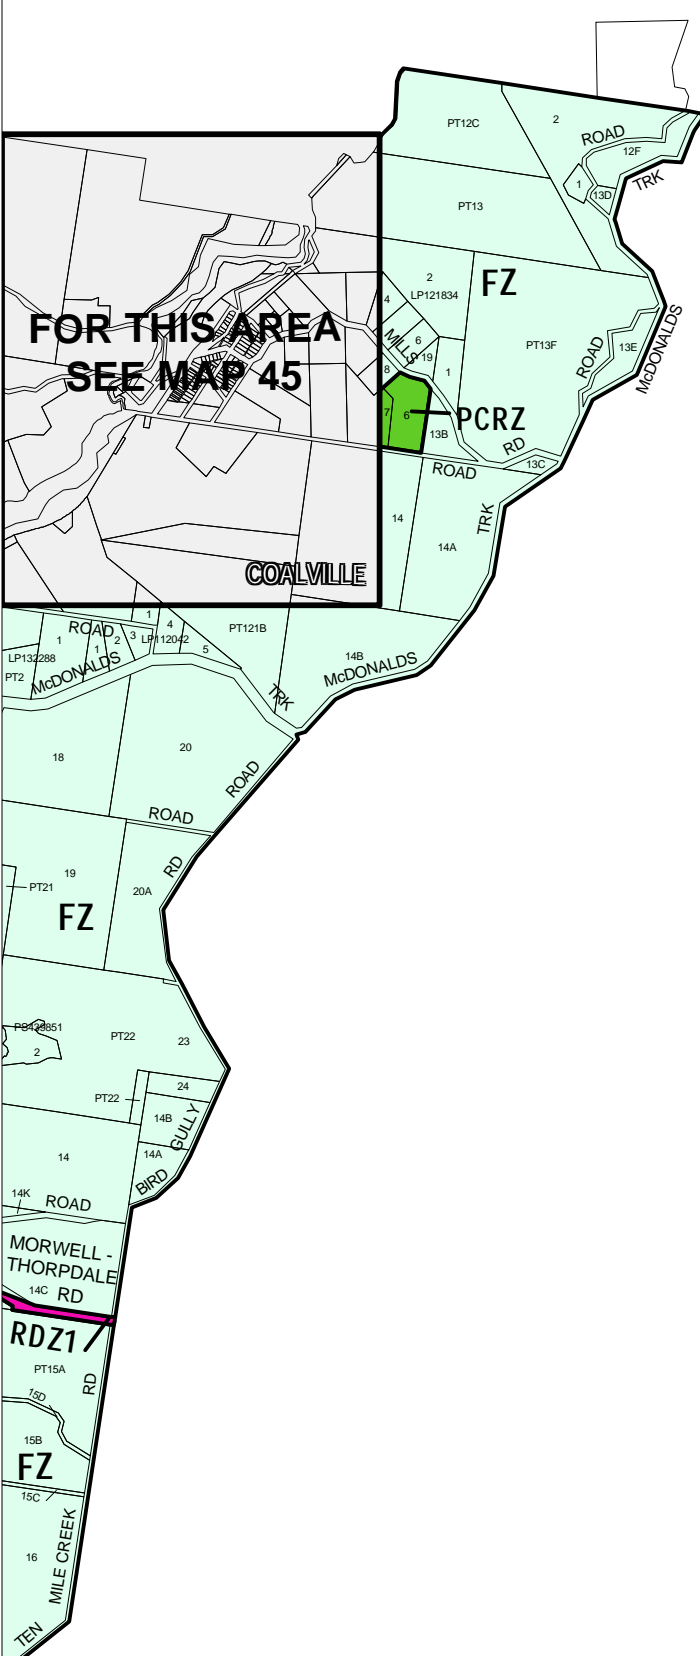 PT12C
2
ROAD
12F
TRK
1
13D
PT13
2
LP121834
FZ
4
MILLS
6
19
1
8
PT13F
ROAD
13E
McDONALDS
FOR THIS AREA
SEE MAP 45
7
6
PCRZ
13B
RD
13C
ROAD
14
TRK
14A
COALVILLE
ROAD
1
4
1
1
2
3
LP112042
5
PT121B
LP132288
PT2
McDONALDS
14B
McDONALDS
TRK
18
20
ROAD
ROAD
19
RD
PT21
20A
FZ
PS439851
2
PT22
23
24
PT22
14B
GULLY
14
14A
BIRD
14K
ROAD
MORWELL -
THORPDALE
14C
RD
RDZ1
PT15A
RD
15D
15B
FZ
15C
16
MILE CREEK
TEN